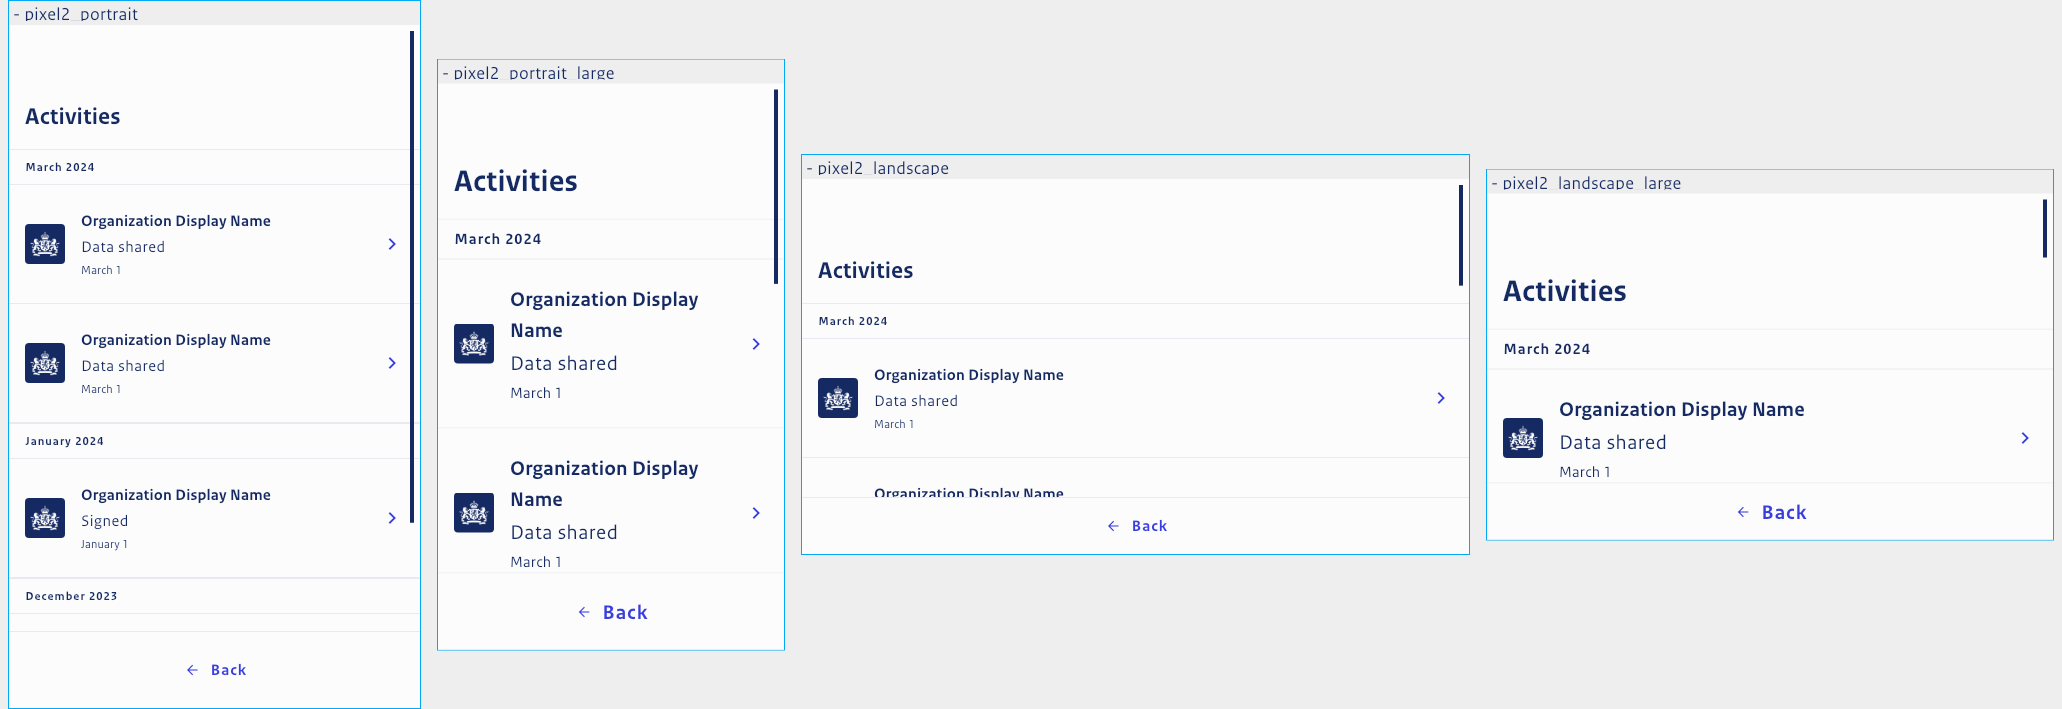 - pixel2_portrait
Activities
March 2024
Organization Display Name
Data shared
March 1
Organization Display Name
Data shared
March 1
January 2024
Organization Display Name
Signed
January 1
December 2023
← Back
- pixel2_portrait_large
Activities
March 2024
Organization Display
Name
Data shared
March 1
Organization Display
Name
Data shared
March 1
← Back
- pixel2_landscape
Activities
March 2024
Organization Display Name
Data shared
March 1
Organization Display Name
← Back
- pixel2_landscape_large
Activities
March 2024
Organization Display Name
Data shared
March 1
← Back